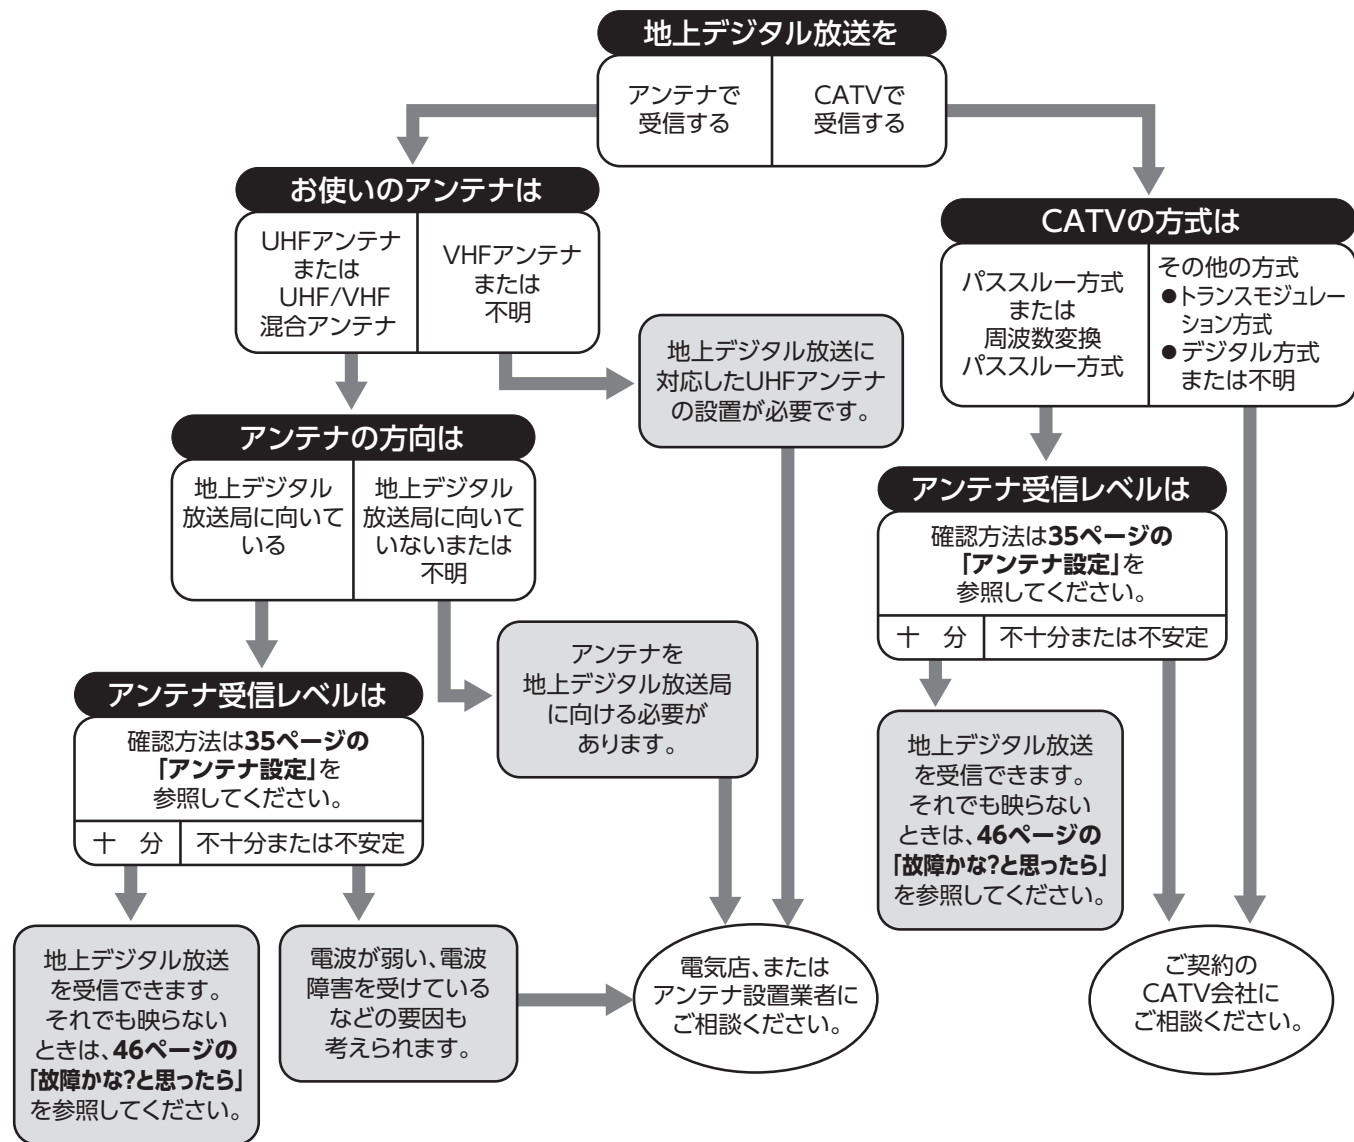 地上デジタル放送を
アンテナで
受信する
CATVで
受信する
お使いのアンテナは
UHFアンテナ
または
UHF/VHF
混合アンテナ
VHFアンテナ
または
不明
地上デジタル放送に
対応したUHFアンテナ
の設置が必要です。
アンテナの方向は
地上デジタル
放送局に向いて
いる
地上デジタル
放送局に向いて
いないまたは
不明
アンテナを
地上デジタル放送局
に向ける必要が
あります。
アンテナ受信レベルは
確認方法は35ページの
「アンテナ設定」を
参照してください。
十 分
不十分または不安定
地上デジタル放送
を受信できます。
それでも映らない
ときは、46ページの
「故障かな?と思ったら」
を参照してください。
電波が弱い、電波
障害を受けている
などの要因も
考えられます。
電気店、または
アンテナ設置業者に
ご相談ください。
CATVの方式は
パススルー方式
または
周波数変換
パススルー方式
その他の方式
●トランスモジュレー
ション方式
●デジタル方式
または不明
アンテナ受信レベルは
確認方法は35ページの
「アンテナ設定」を
参照してください。
十 分
不十分または不安定
地上デジタル放送
を受信できます。
それでも映らない
ときは、46ページの
「故障かな?と思ったら」
を参照してください。
ご契約の
CATV会社に
ご相談ください。